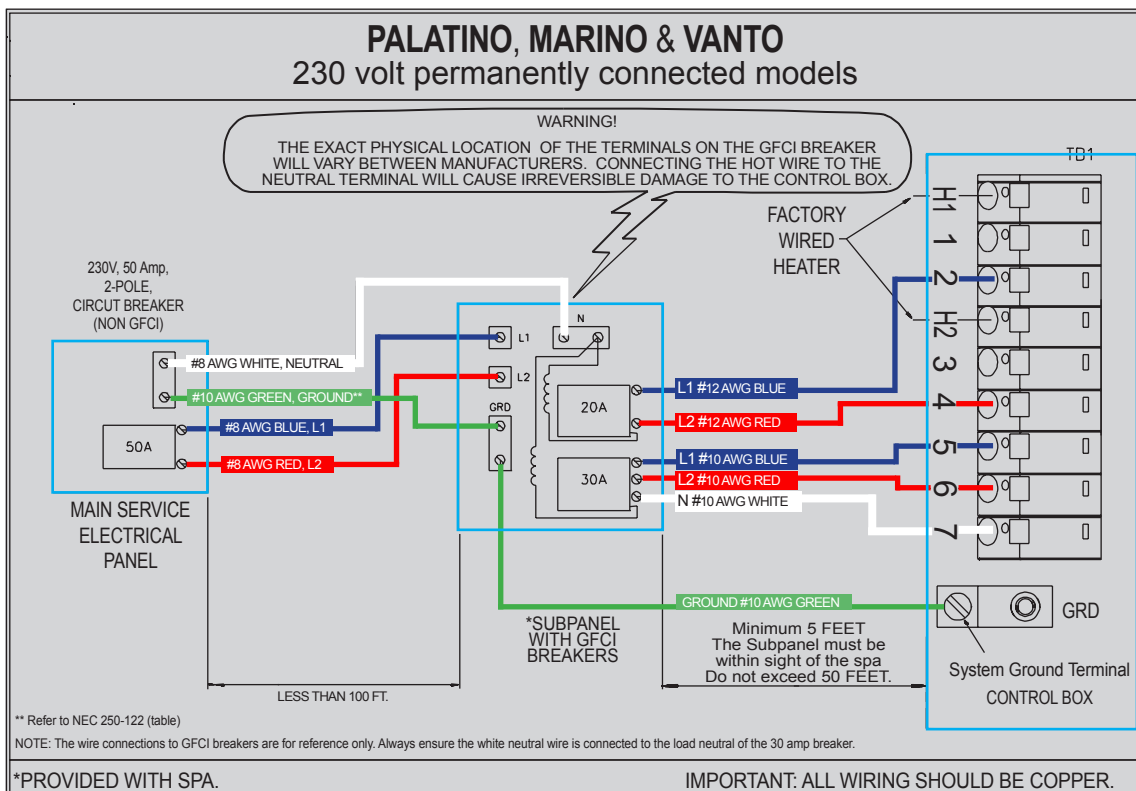 PALATINO, MARINO & VANTO
230 volt permanently connected models
WARNING!
THE EXACT PHYSICAL LOCATION OF THE TERMINALS ON THE GFCI BREAKER
WILL VARY BETWEEN MANUFACTURERS. CONNECTING THE HOT WIRE TO THE
NEUTRAL TERMINAL WILL CAUSE IRREVERSIBLE DAMAGE TO THE CONTROL BOX.
TB1
H1
1
2
H2
3
4
5
6
7
FACTORY
WIRED
HEATER
230V, 50 Amp,
2-POLE,
CIRCUT BREAKER
(NON GFCI)
#8 AWG WHITE, NEUTRAL
#10 AWG GREEN, GROUND**
#8 AWG BLUE, L1
#8 AWG RED, L2
50A
MAIN SERVICE
ELECTRICAL
PANEL
L1
N
L2
GRD
20A
30A
L1 #12 AWG BLUE
L2 #12 AWG RED
L1 #10 AWG BLUE
L2 #10 AWG RED
N #10 AWG WHITE
GROUND #10 AWG GREEN
GRD
*SUBPANEL
WITH GFCI
BREAKERS
Minimum 5 FEET
The Subpanel must be
within sight of the spa
Do not exceed 50 FEET.
System Ground Terminal
CONTROL BOX
LESS THAN 100 FT.
** Refer to NEC 250-122 (table)
NOTE: The wire connections to GFCI breakers are for reference only. Always ensure the white neutral wire is connected to the load neutral of the 30 amp breaker.
*PROVIDED WITH SPA.
IMPORTANT: ALL WIRING SHOULD BE COPPER.